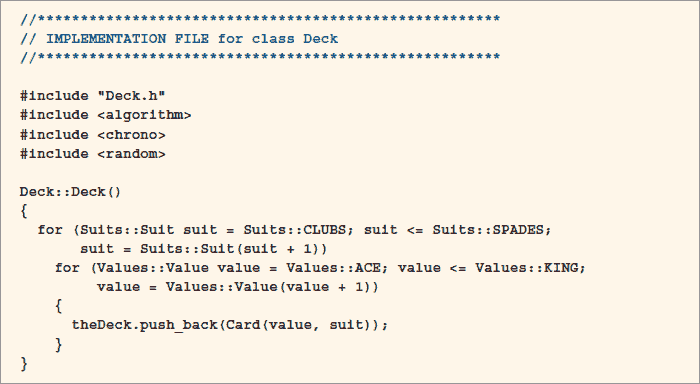 //******************************************************
// IMPLEMENTATION FILE for class Deck
//******************************************************
#include "Deck.h"
#include <algorithm>
#include <chrono>
#include <random>
Deck::Deck()
{
for (Suits::Suit suit = Suits::CLUBS; suit <= Suits::SPADES;
suit = Suits::Suit(suit + 1))
for (Values::Value value = Values::ACE; value <= Values::KING;
value = Values::Value(value + 1))
{
theDeck.push_back(Card(value, suit));
}
}